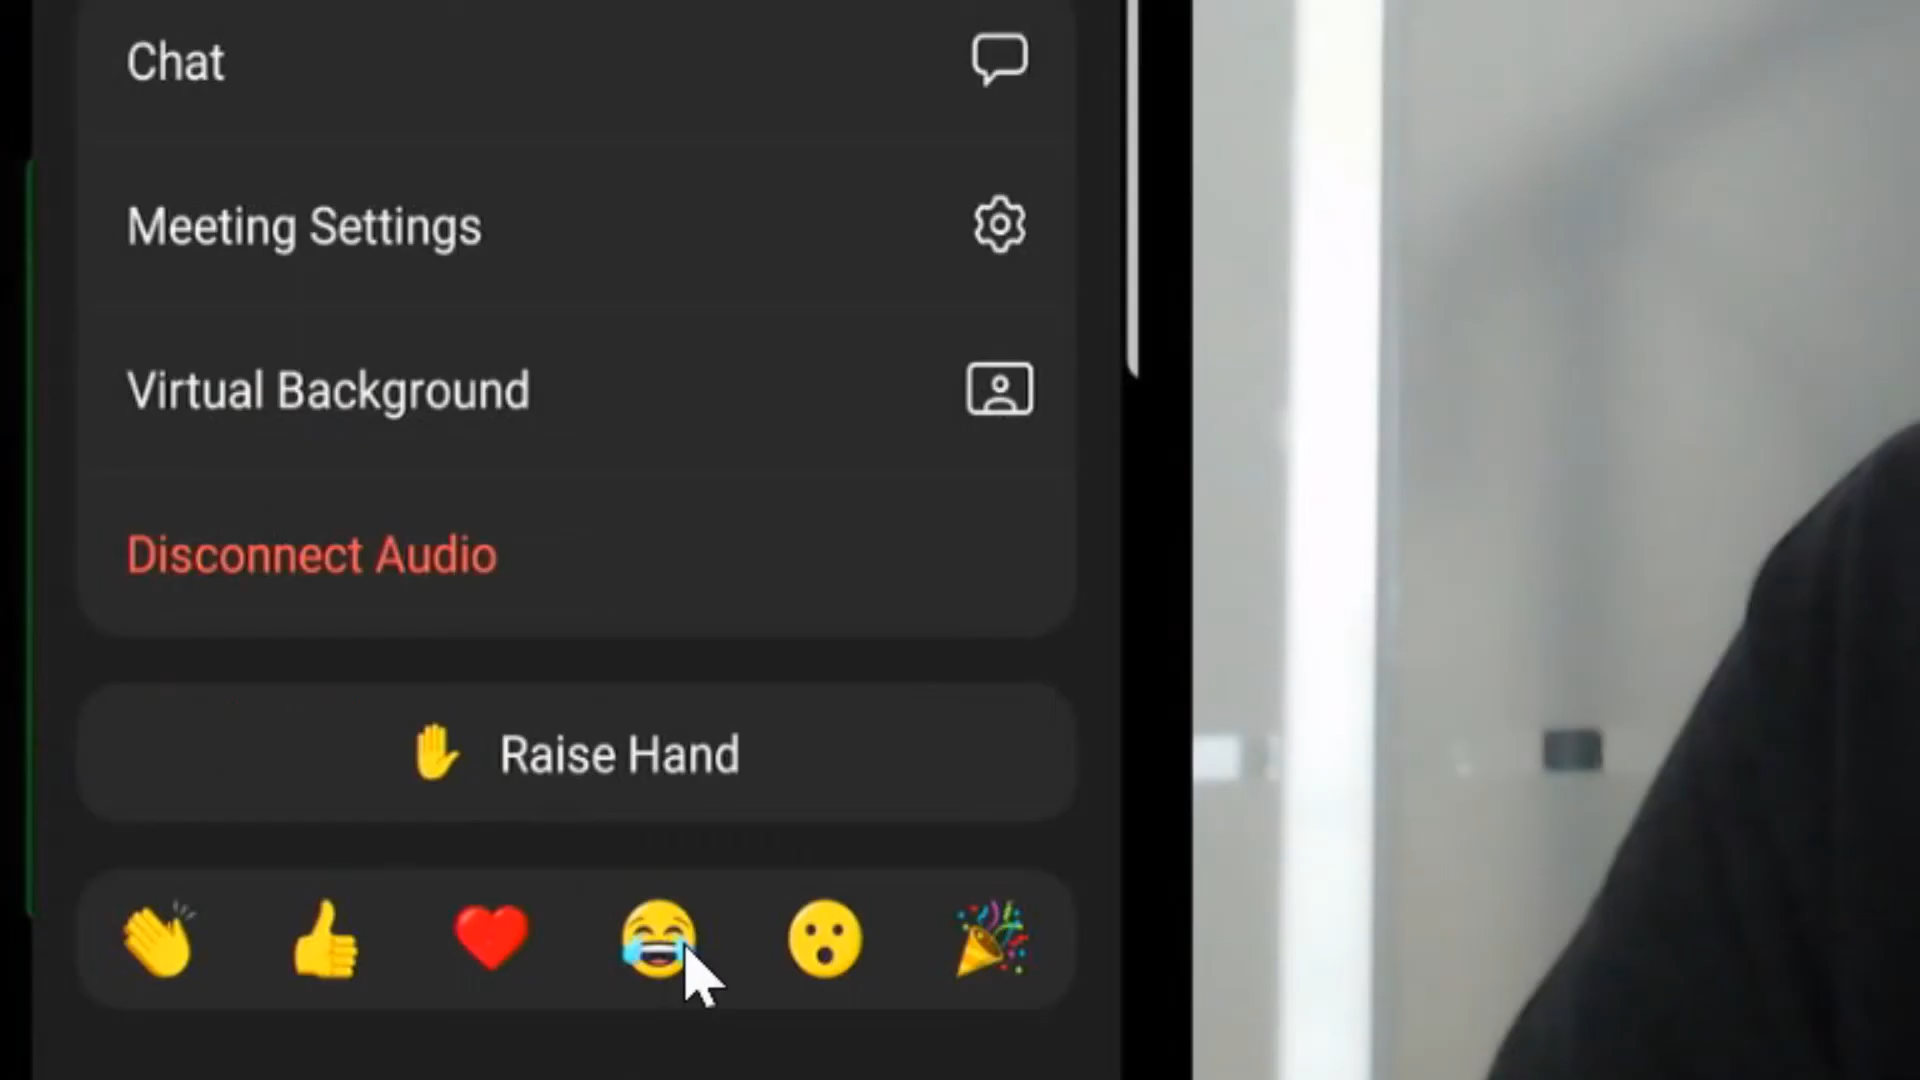 Chat
Meeting Settings
Virtual Background
Disconnect Audio
Raise Hand